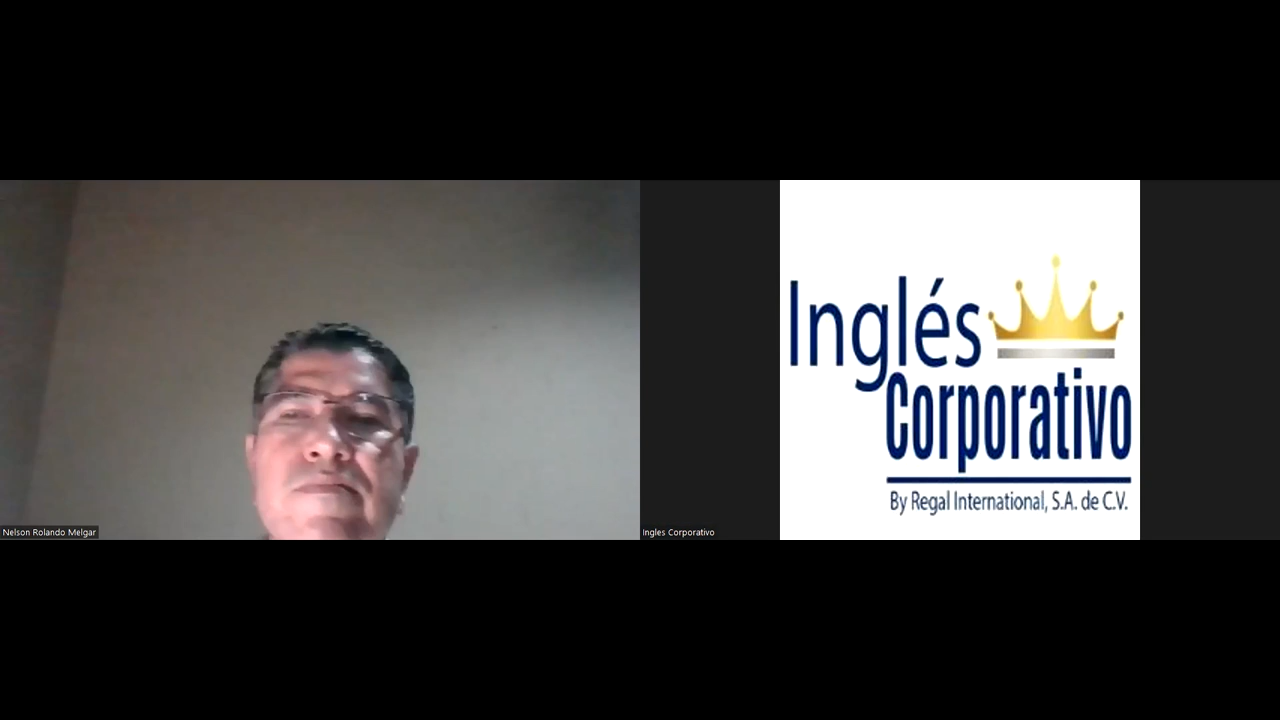 Inglés
Corporativo
By Regal International, S.A. de C.V.
Nelson Rolando Melgar
Ingles Corporativo